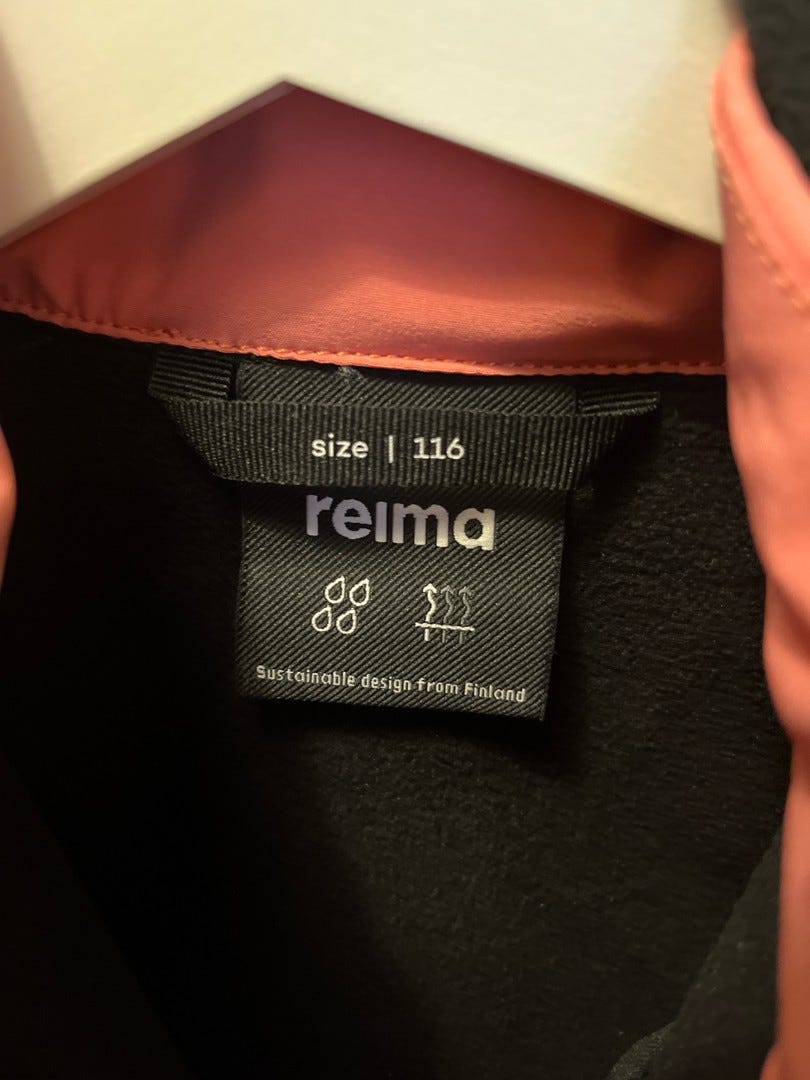 size | 116
reima
Sustainable design from Finland